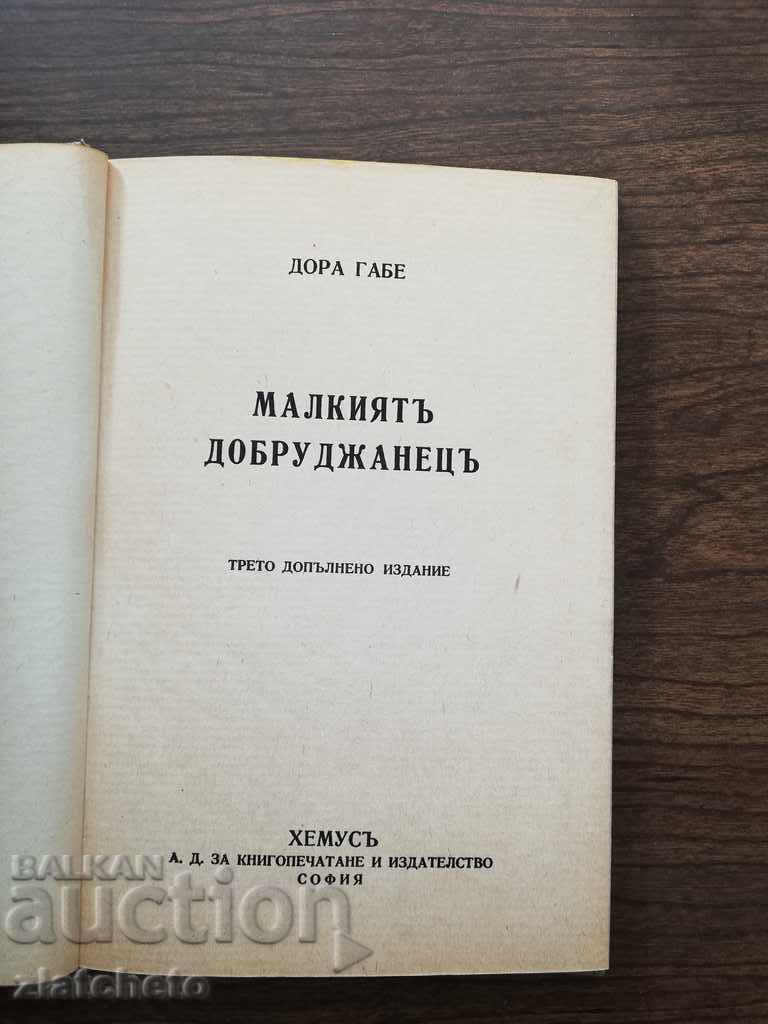 ДОРА ГАБЕ
МАЛКИЯТЪ
ДОБРУДЖАНЕЦЪ
ТРЕТО ДОПЪЛНЕНО ИЗДАНИЕ
ХЕМУСЪ
А. Д. ЗА КНИГОПЕЧАТАНЕ И ИЗДАТЕЛСТВО
СОФИЯ
BALKAN
auction
zlatcheto